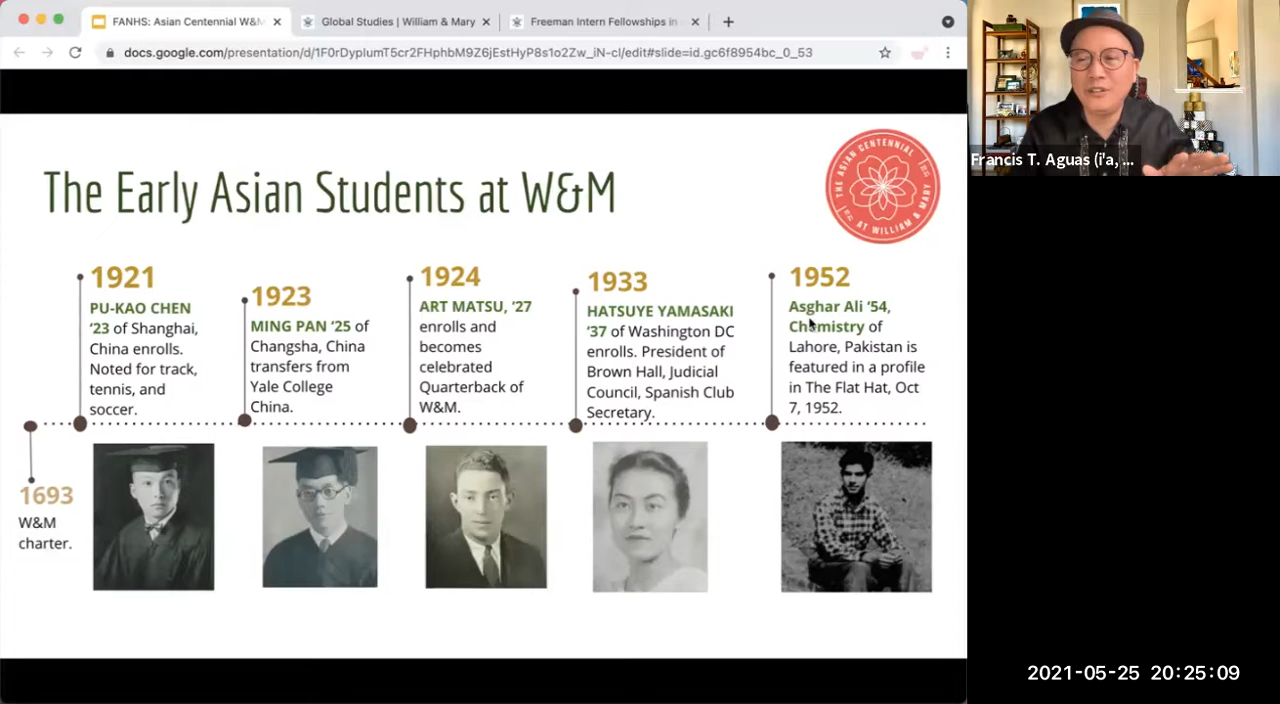 FANHS: Asian Centennial W&M
Global Studies | William & Mary
Freeman Intern Fellowships in
docs.google.com/presentation/d/1F0rDyplumT5cr2FHphbM9Z6jEstHyP8s1o2Zw_iN-cI/edit#slide=id.gc6f8954bc_0_53
Francis T. Aguas (i'a, ...
The Early Asian Students at W&M
THE ASIAN CENTENNIAL
AT WILLIAM & MARY
1921
PU-KAO CHEN
'23 of Shanghai,
China enrolls.
Noted for track,
tennis, and
soccer.
1923
MING PAN '25 of
Changsha, China
transfers from
Yale College
China.
1924
ART MATSU, '27
enrolls and
becomes
celebrated
Quarterback of
W&M.
1933
HATSUYE YAMASAKI
'37 of Washington DC
enrolls. President of
Brown Hall, Judicial
Council, Spanish Club
Secretary.
1952
Asghar Ali '54,
Chemistry of
Lahore, Pakistan is
featured in a profile
in The Flat Hat, Oct
7, 1952.
1693
W&M
charter.
2021-05-25 20:25:09